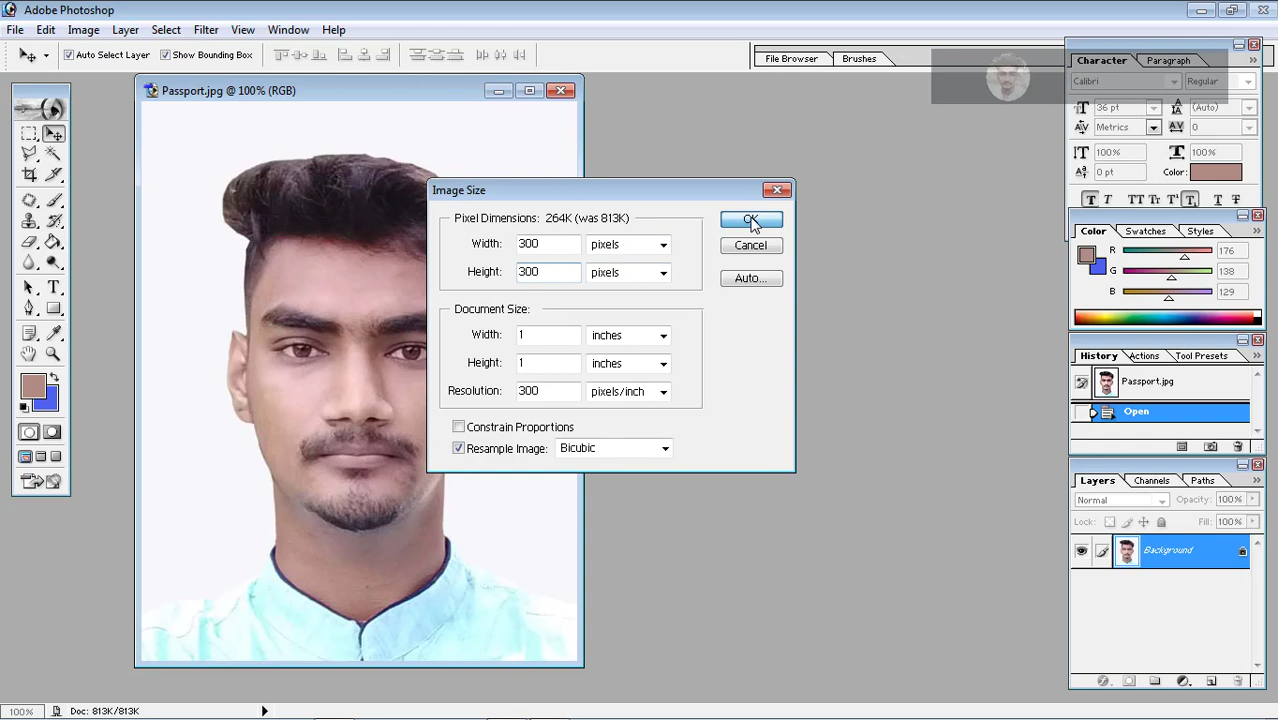 Adobe Photoshop
File Edit Image Layer Select Filter View Window Help
Auto Select Layer Show Bounding Box File Browser Brushes
Passport.jpg @ 100% (RGB)
Image Size
Pixel Dimensions: 264K (was 813K)
Width: 300 pixels
Height: 300 pixels
OK
Cancel
Auto...
Document Size:
Width: 1 inches
Height: 1 inches
Resolution: 300 pixels/inch
Constrain Proportions
Resample Image: Bicubic
Character Paragraph
Calibri Regular
36 pt (Auto)
Metrics 0
100% 100%
0 pt Color:
T T TT Tr T¹ T₁ T T
Color Swatches Styles
R 176
G 138
B 129
History Actions Tool Presets
Passport.jpg
Open
Layers Channels Paths
Normal Opacity: 100%
Lock: Fill: 100%
Background
100% Doc: 813K/813K